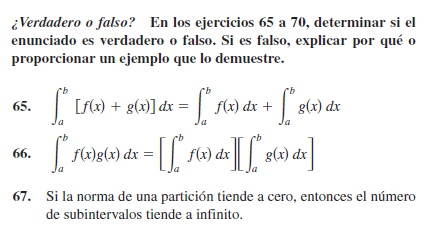 ¿Verdadero o falso? En los ejercicios 65 a 70, determinar si el
enunciado es verdadero o falso. Si es falso, explicar por qué o
proporcionar un ejemplo que lo demuestre.
65. ∫_a^b [f(x) + g(x)] dx = ∫_a^b f(x) dx + ∫_a^b g(x) dx
66. ∫_a^b f(x)g(x) dx = [∫_a^b f(x) dx][∫_a^b g(x) dx]
67. Si la norma de una partición tiende a cero, entonces el número
de subintervalos tiende a infinito.